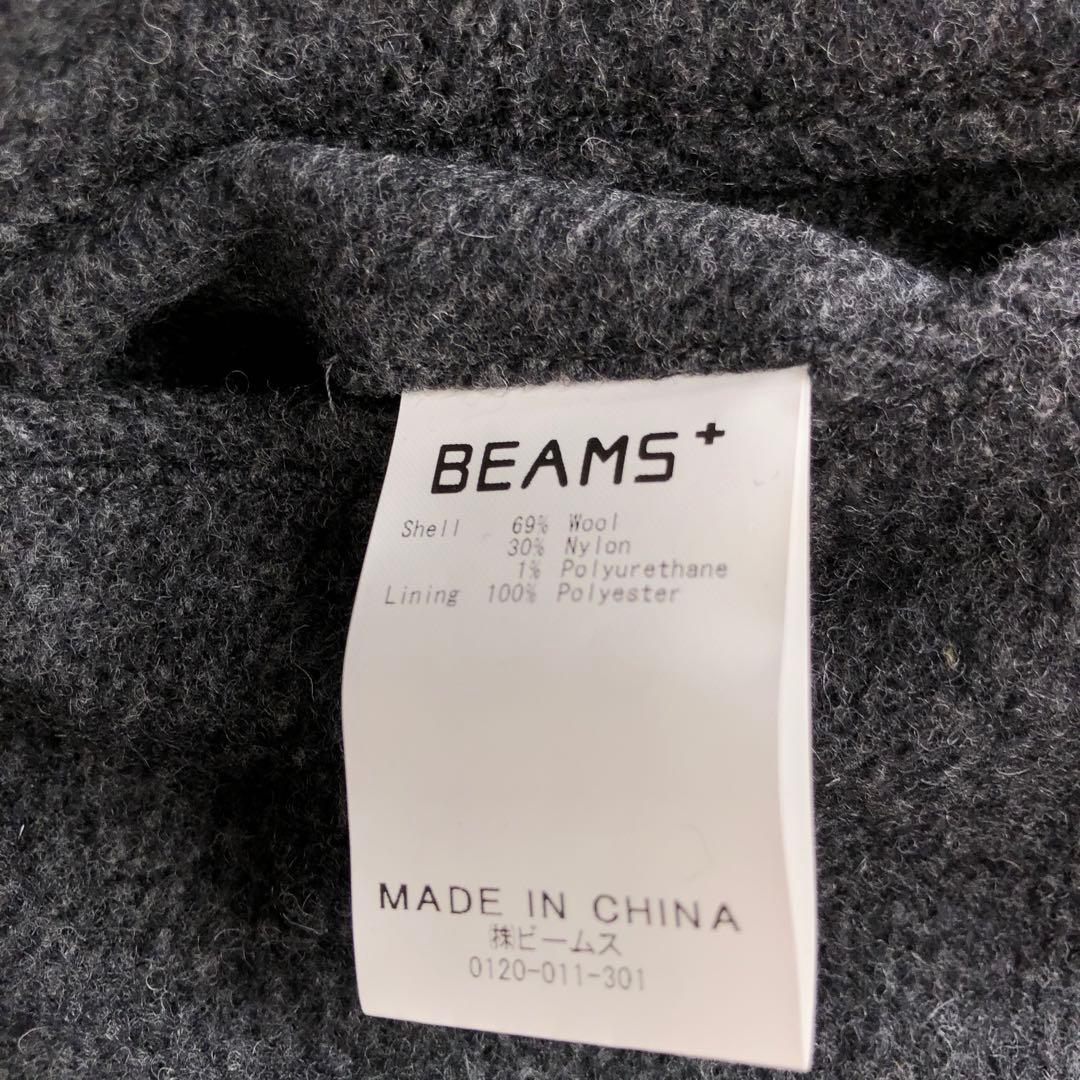 BEAMS+
Shell 69% Wool
30% Nylon
1% Polyurethane
Lining 100% Polyester
MADE IN CHINA
㈱ビームス
0120-011-301